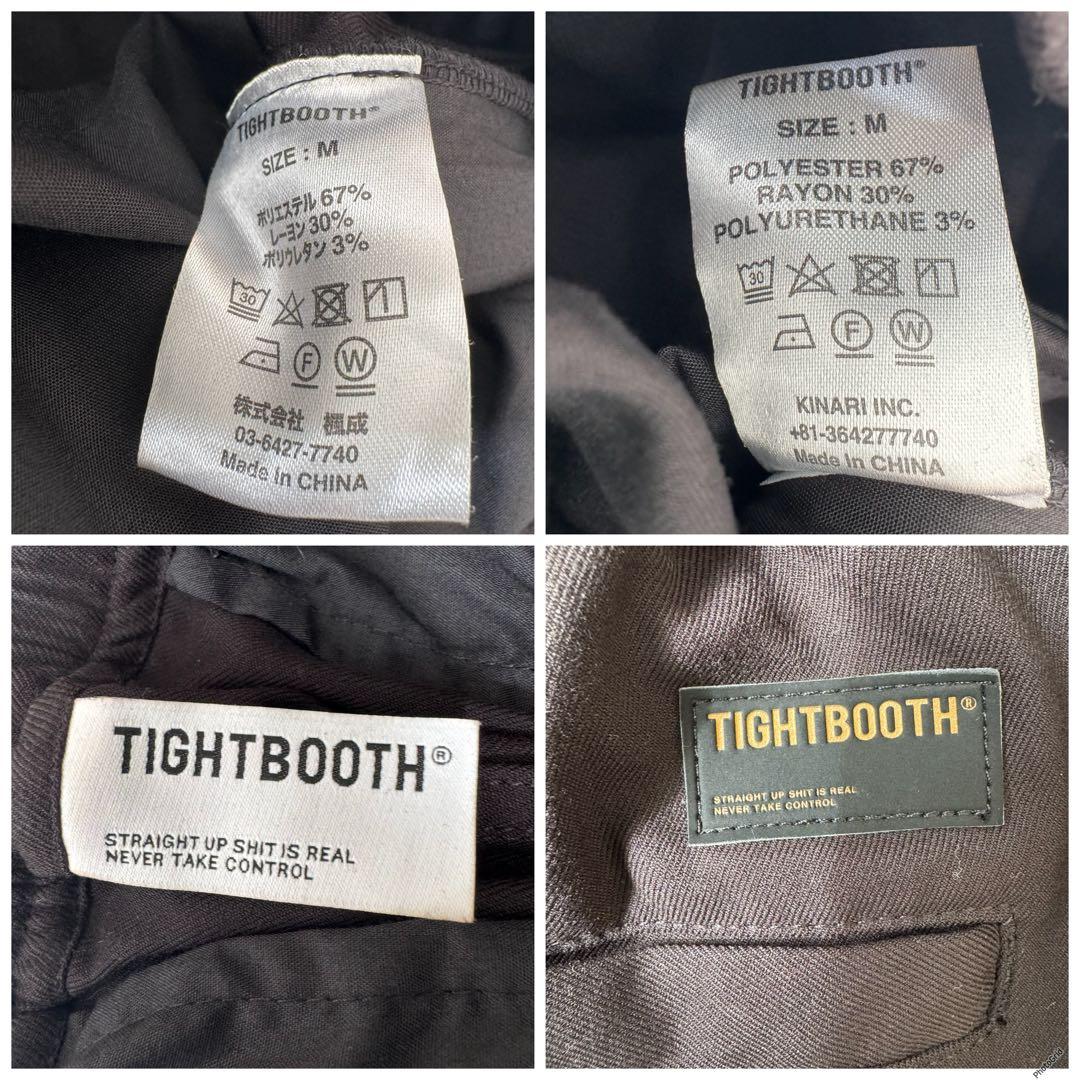 TIGHTBOOTH®
SIZE : M
ポリエステル 67%
レーヨン 30%
ポリウレタン 3%
30
F
W
株式会社 楓成
03-6427-7740
Made In CHINA
TIGHTBOOTH®
SIZE : M
POLYESTER 67%
RAYON 30%
POLYURETHANE 3%
30
F
W
KINARI INC.
+81-364277740
Made In CHINA
TIGHTBOOTH®
STRAIGHT UP SHIT IS REAL
NEVER TAKE CONTROL
TIGHTBOOTH®
STRAIGHT UP SHIT IS REAL
NEVER TAKE CONTROL
PhotoGrid